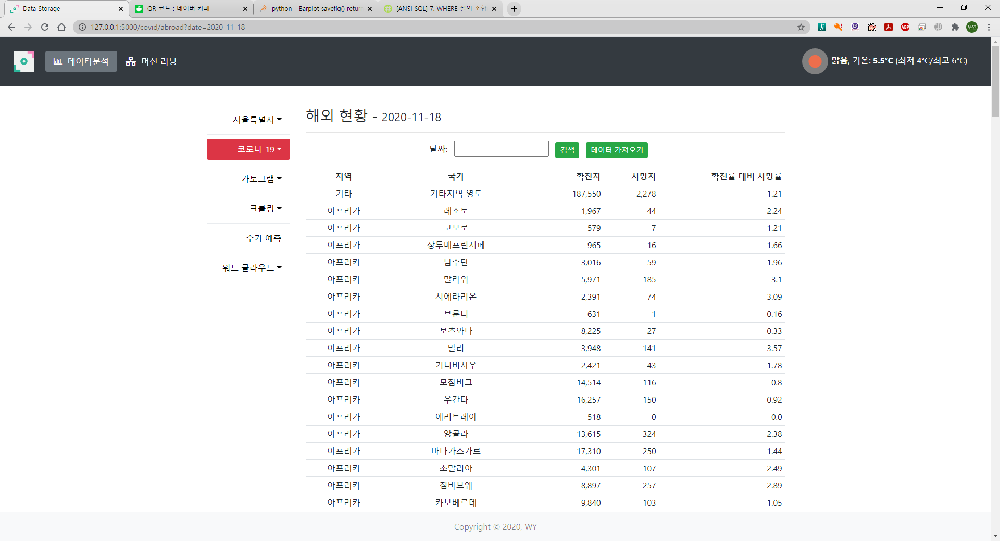 Data Storage
QR 코드 : 네이버 카페
python - Barplot savefig() return
[ANSI SQL] 7. WHERE 절의 조합
127.0.0.1:5000/covid/abroad?date=2020-11-18
ABP
우연
데이터분석
머신 러닝
맑음, 기온: 5.5℃ (최저 4℃/최고 6℃)
서울특별시
코로나-19
카토그램
크롤링
주가 예측
워드 클라우드
해외 현황 - 2020-11-18
날짜: 검색 데이터 가져오기
지역 국가 확진자 사망자 확진률 대비 사망률
기타 기타지역 영토 187,550 2,278 1.21
아프리카 레소토 1,967 44 2.24
아프리카 코모로 579 7 1.21
아프리카 상투메프린시페 965 16 1.66
아프리카 남수단 3,016 59 1.96
아프리카 말라위 5,971 185 3.1
아프리카 시에라리온 2,391 74 3.09
아프리카 브룬디 631 1 0.16
아프리카 보츠와나 8,225 27 0.33
아프리카 말리 3,948 141 3.57
아프리카 기니비사우 2,421 43 1.78
아프리카 모잠비크 14,514 116 0.8
아프리카 우간다 16,257 150 0.92
아프리카 에리트레아 518 0 0.0
아프리카 앙골라 13,615 324 2.38
아프리카 마다가스카르 17,310 250 1.44
아프리카 소말리아 4,301 107 2.49
아프리카 짐바브웨 8,897 257 2.89
아프리카 카보베르데 9,840 103 1.05
Copyright © 2020, WY